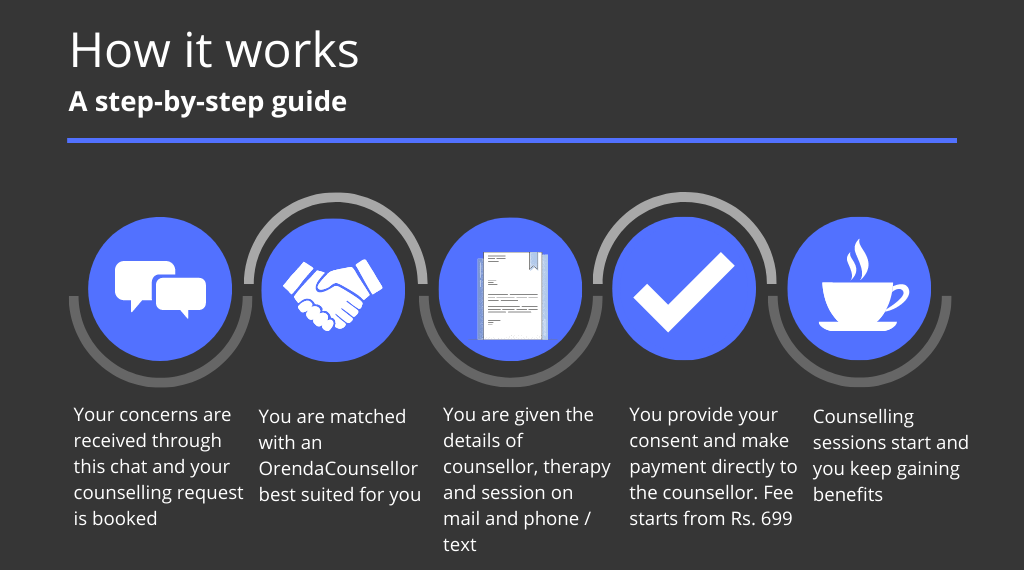 How it works
A step-by-step guide
Your concerns are
received through
this chat and your
counselling request
is booked
You are matched
with an
OrendaCounsellor
best suited for you
You are given the
details of
counsellor, therapy
and session on
mail and phone /
text
You provide your
consent and make
payment directly to
the counsellor. Fee
starts from Rs. 699
Counselling
sessions start and
you keep gaining
benefits